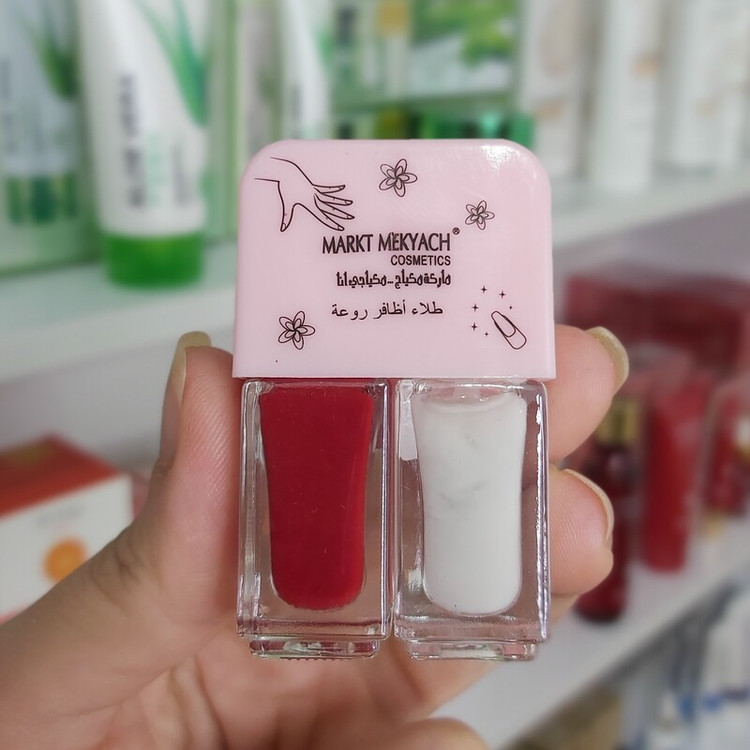 MARKT MEKYACH®
COSMETICS
ماركة مكياج...مكياجي انا
طلاء أظافر روعة